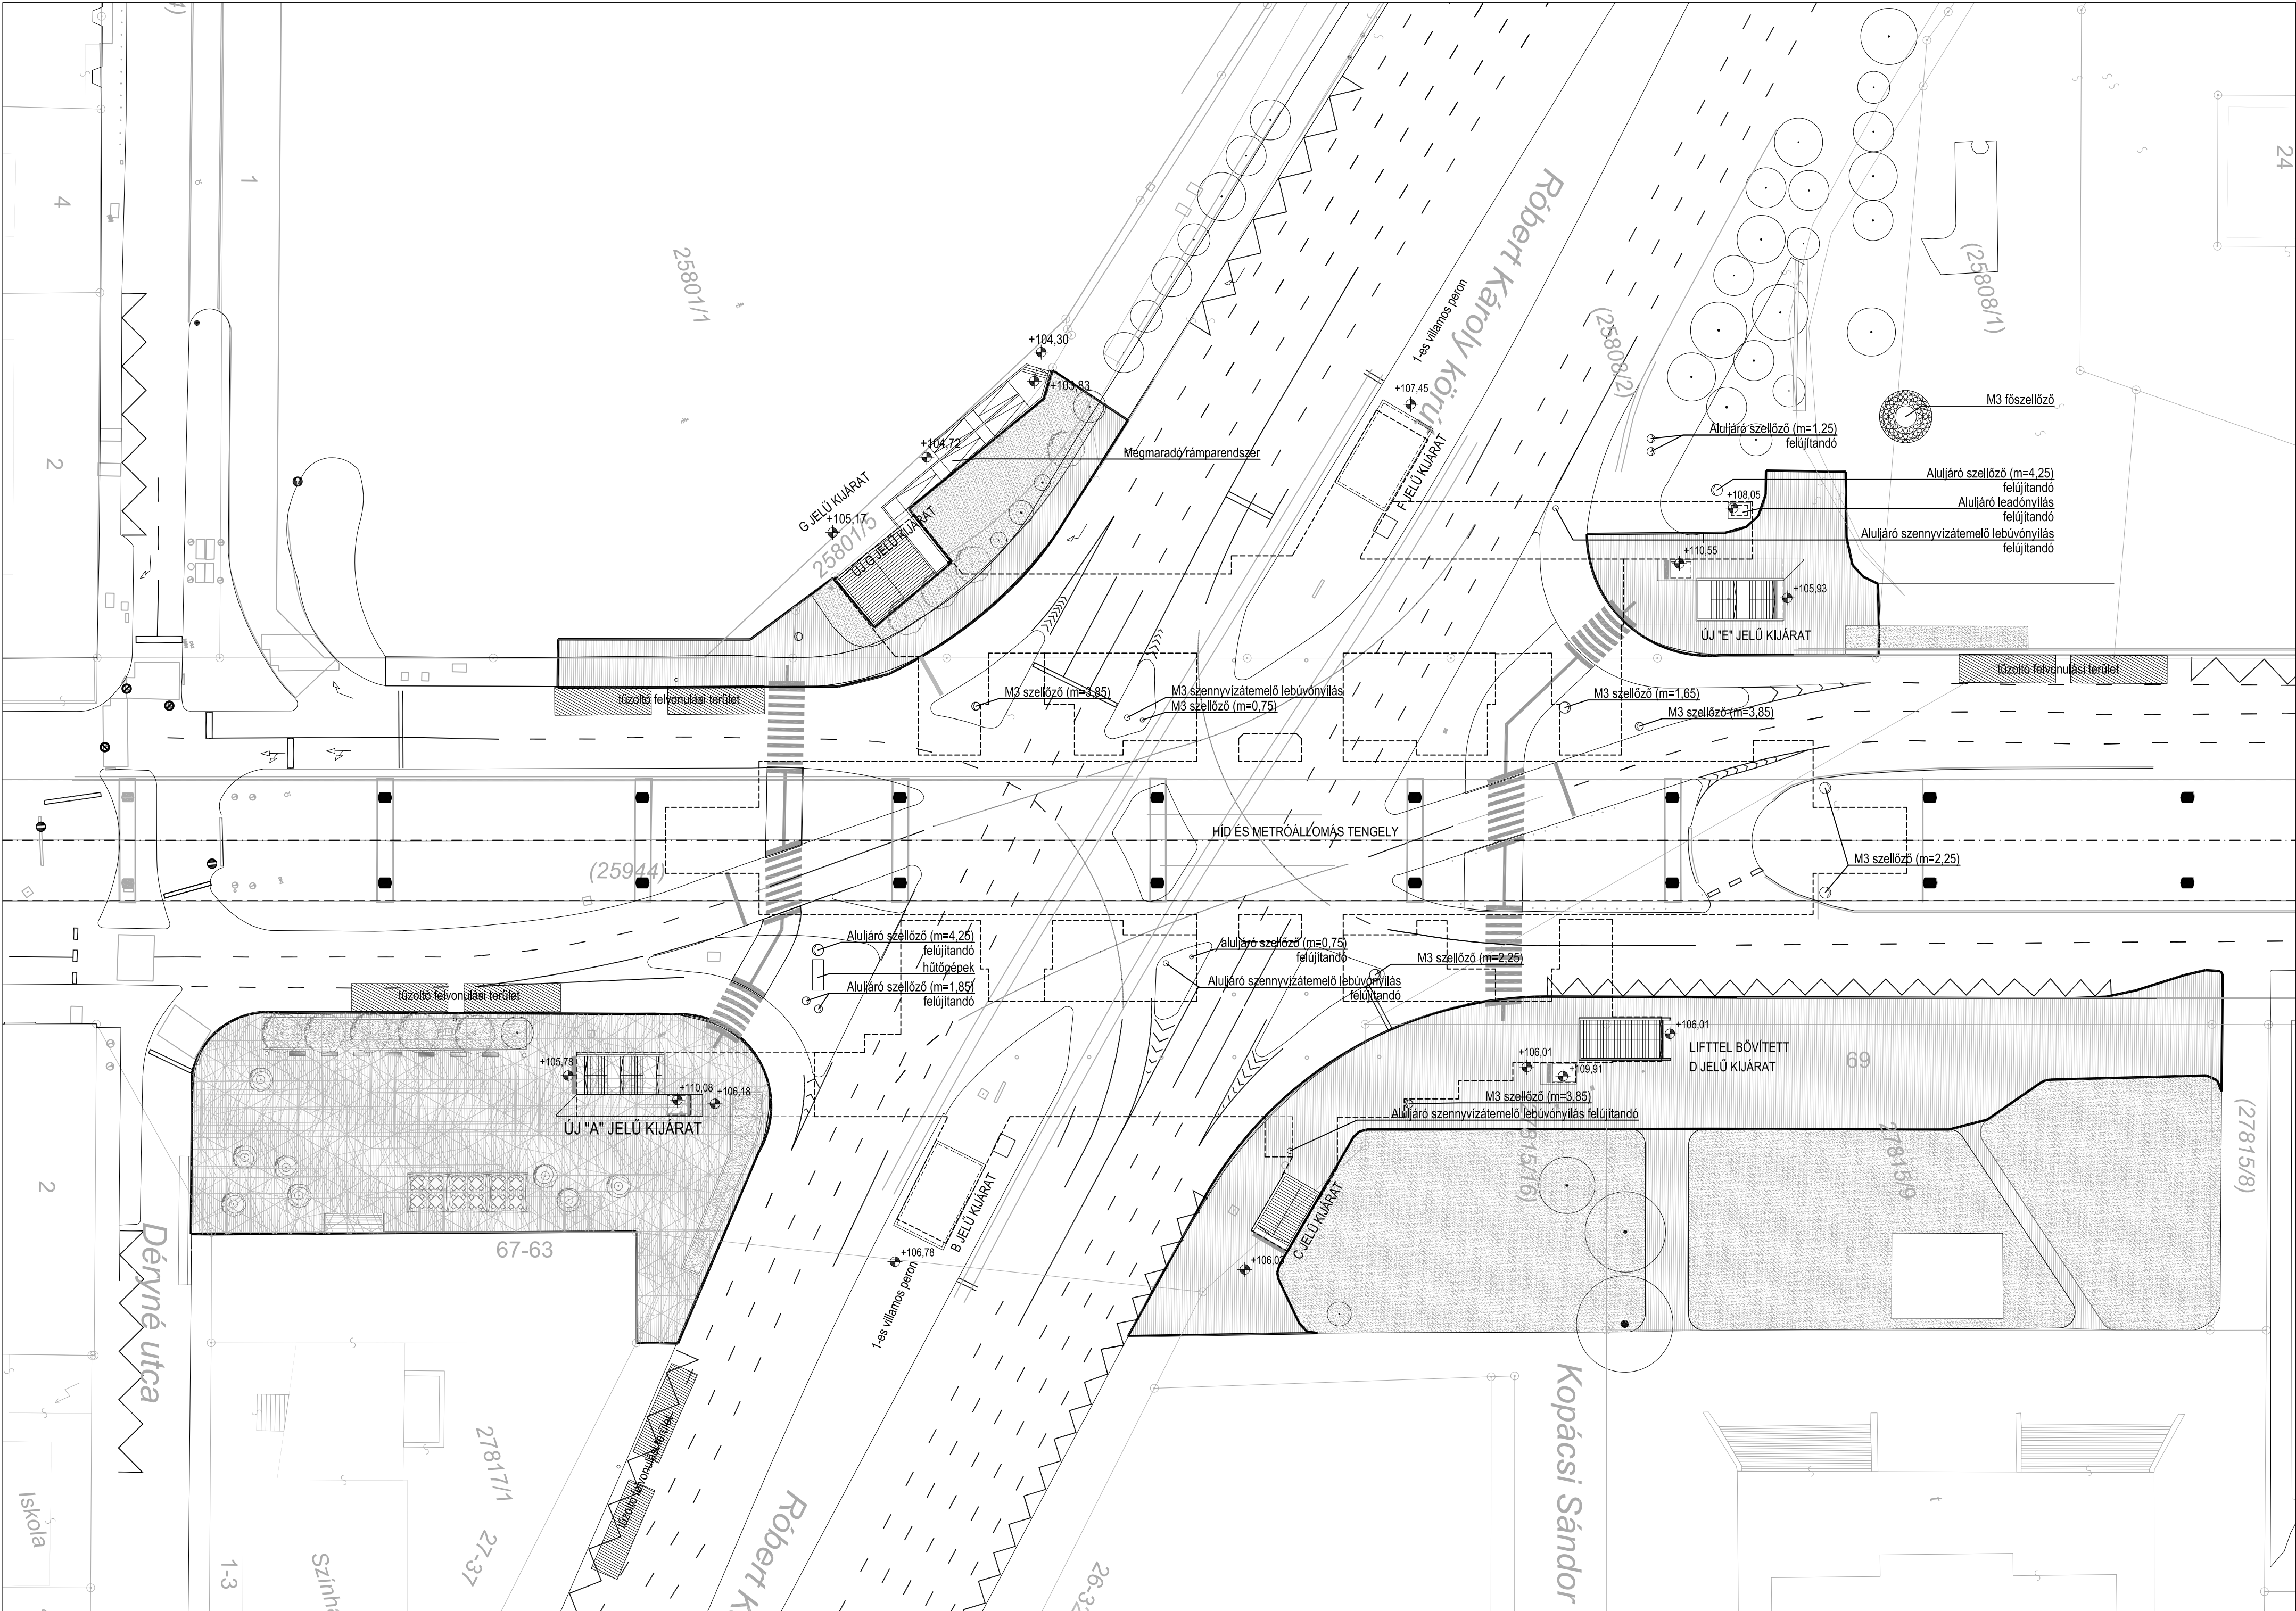 4
1
2
25801/1
Róbert Károly körút
(25808/2)
(25808/1)
24
1-es villamos peron
+104,30
+103,83
+104,72
Megmaradó rámparendszer
G JELŰ KIJÁRAT
+105,17
25801/5
ÚJ G JELŰ KIJÁRAT
+107,45
F JELŰ KIJÁRAT
M3 főszellőző
Aluljáró szellőző (m=1,25)
felújítandó
Aluljáró szellőző (m=4,25)
felújítandó
+108,05
Aluljáró leadónyílás
felújítandó
Aluljáró szennyvízátemelő lebúvónyílás
felújítandó
+110,55
+105,93
ÚJ "E" JELŰ KIJÁRAT
tűzoltó felvonulási terület
tűzoltó felvonulási terület
M3 szellőző (m=3,85)
M3 szennyvízátemelő lebúvónyílás
M3 szellőző (m=0,75)
M3 szellőző (m=1,65)
M3 szellőző (m=3,85)
HÍD ÉS METRÓÁLLOMÁS TENGELY
(25944)
M3 szellőző (m=2,25)
Aluljáró szellőző (m=4,25)
felújítandó
hűtőgépek
Aluljáró szellőző (m=1,85)
felújítandó
aluljáró szellőző (m=0,75)
felújítandó
Aluljáró szennyvízátemelő lebúvónyílás
felújítandó
M3 szellőző (m=2,25)
tűzoltó felvonulási terület
+105,78
+110,08
+106,18
ÚJ "A" JELŰ KIJÁRAT
+106,01
LIFTTEL BŐVÍTETT
D JELŰ KIJÁRAT
+106,01
+109,91
69
M3 szellőző (m=3,85)
Aluljáró szennyvízátemelő lebúvónyílás felújítandó
27815/16)
27815/9
(27815/8)
B JELŰ KIJÁRAT
+106,78
1-es villamos peron
C JELŰ KIJÁRAT
+106,03
2
67-63
Déryné utca
tűzoltó felvonulási terület
27817/1
27-37
Iskola
1-3
Szính
Róbert K
26-32
Kopácsi Sándor
t